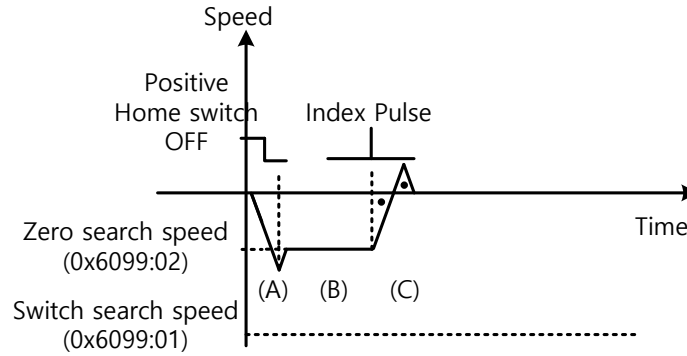 Speed
Positive
Home switch
OFF
Index Pulse
Time
Zero search speed
(0x6099:02)
(A)
(B)
(C)
Switch search speed
(0x6099:01)